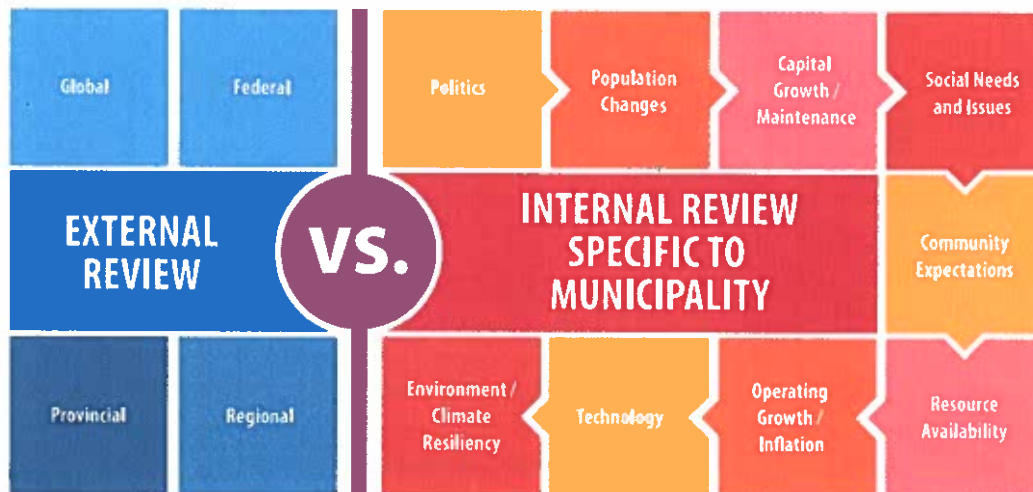 Global
Federal
EXTERNAL
REVIEW
Provincial
Regional
VS.
Politics
Population
Changes
Capital
Growth /
Maintenance
Social Needs
and Issues
INTERNAL REVIEW
SPECIFIC TO
MUNICIPALITY
Community
Expectations
Resource
Availability
Operating
Growth /
Inflation
Technology
Environment /
Climate
Resiliency